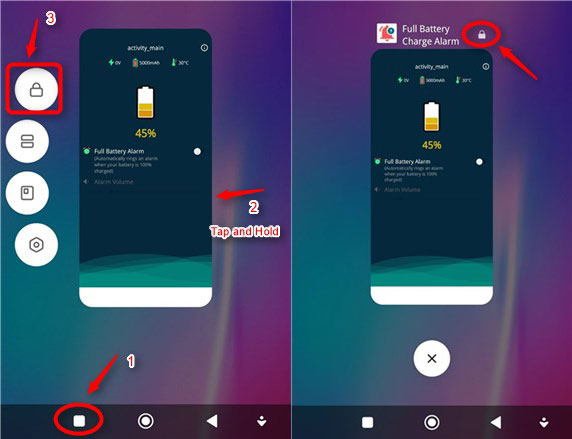 3
activity_main
0V
5000mAh
30°C
45%
Full Battery Alarm
(Automatically rings an alarm
when your battery is 100%
charged)
Alarm Volume
2
Tap and Hold
1
Full Battery
Charge Alarm
activity_main
0V
5000mAh
30°C
45%
Full Battery Alarm
(Automatically rings an alarm
when your battery is 100%
charged)
Alarm Volume